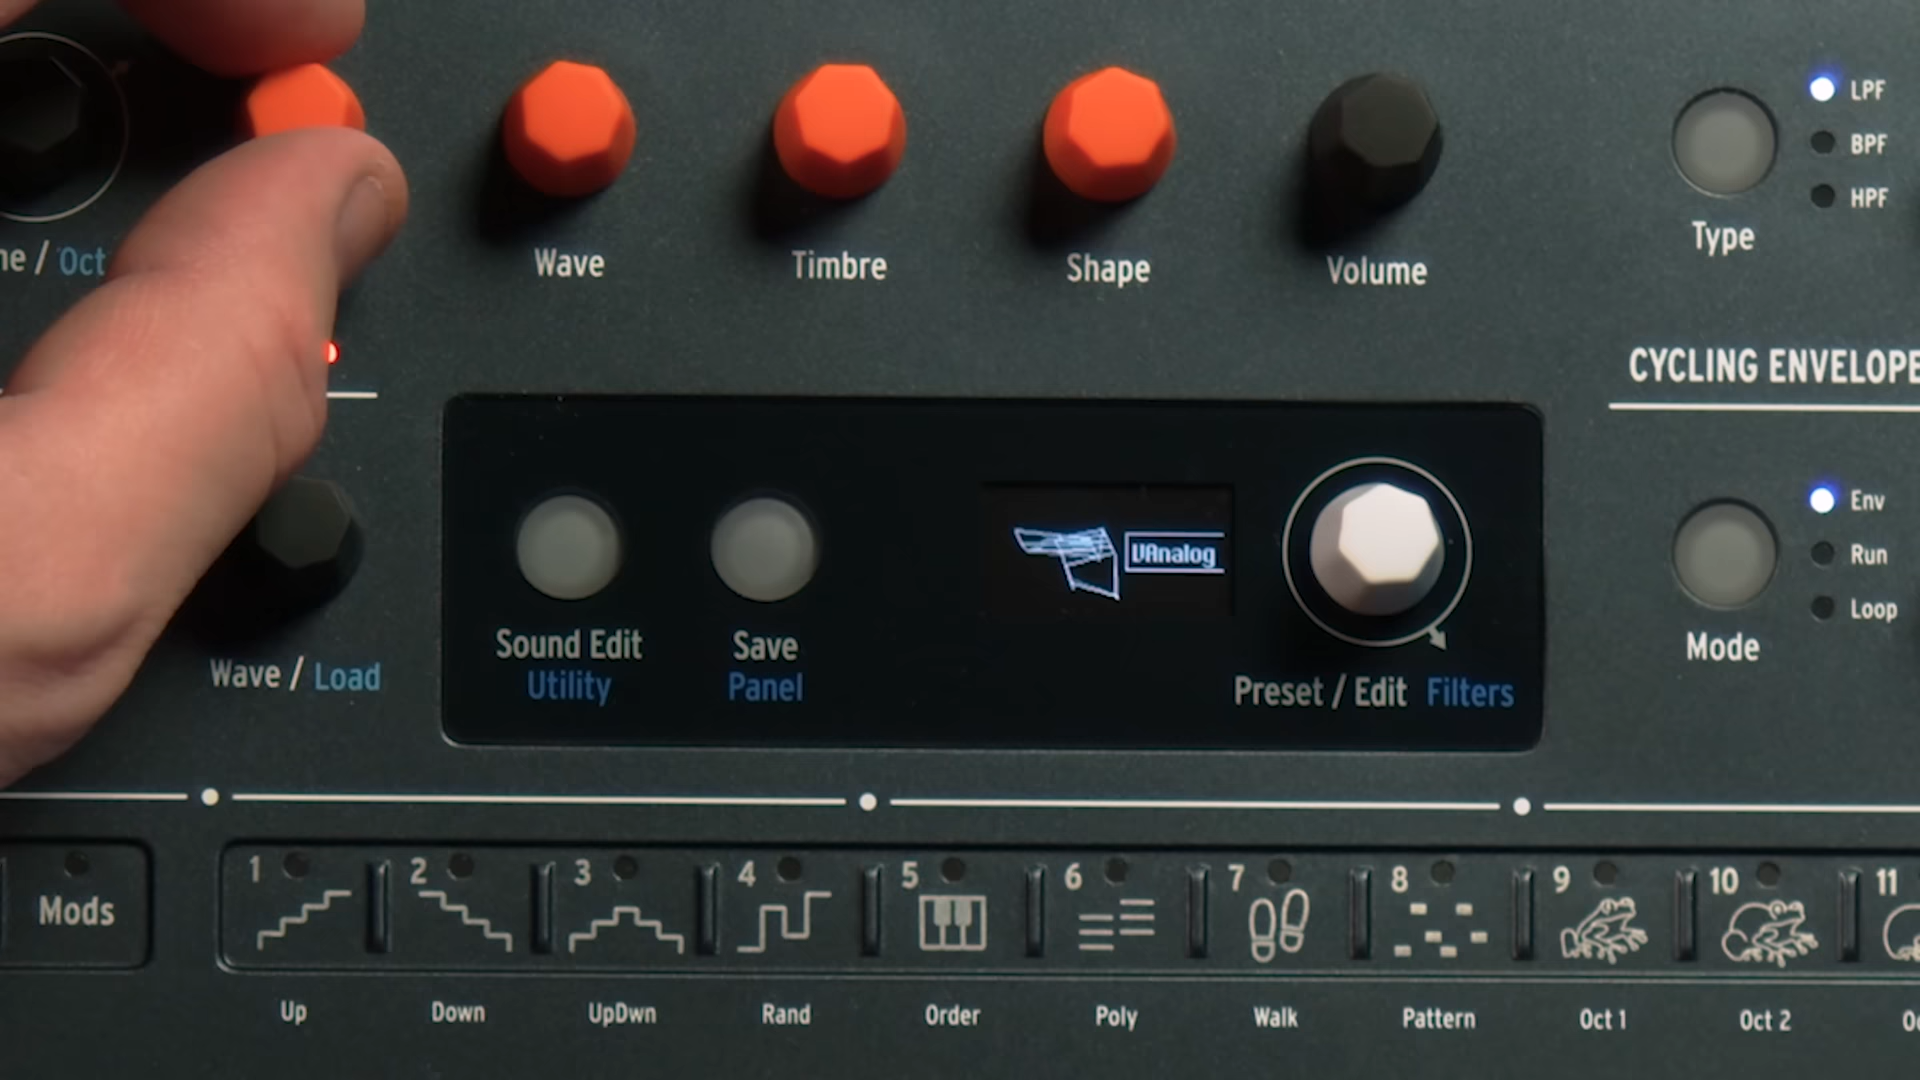 LPF
BPF
HPF
Oct
Wave
Timbre
Shape
Volume
Type
CYCLING ENVELOPE
VAnalog
Env
Run
Loop
Sound Edit
Utility
Save
Panel
Wave / Load
Preset / Edit Filters
Mode
Mods
1 2 3 4 5 6 7 8 9 10 11
Up Down UpDwn Rand Order Poly Walk Pattern Oct 1 Oct 2